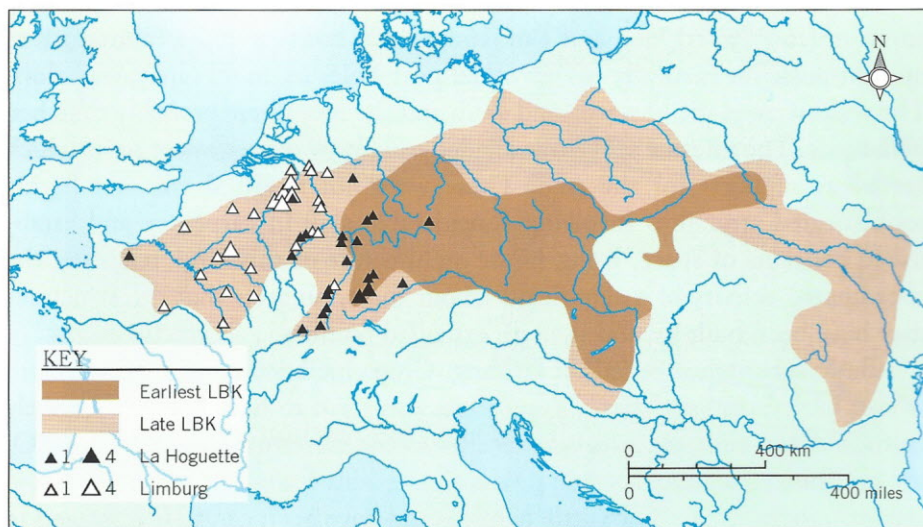 N
KEY
Earliest LBK
Late LBK
1 4 La Hoguette
1 4 Limburg
0 400 km
0 400 miles